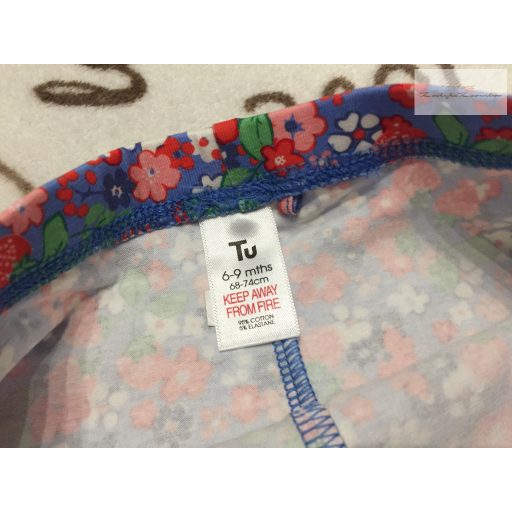 Tu
6-9 mths
68-74cm
KEEP AWAY
FROM FIRE
95% COTTON
5% ELASTANE